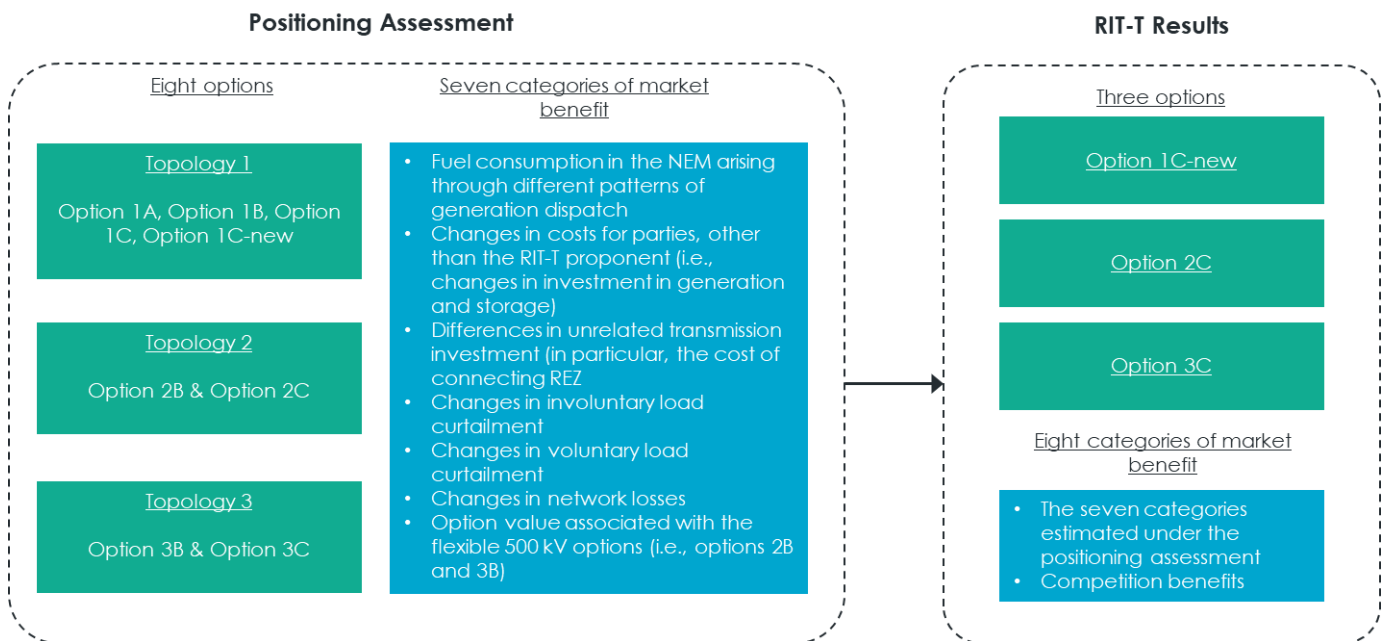 Positioning Assessment
Eight options
Topology 1
Option 1A, Option 1B, Option
1C, Option 1C-new
Topology 2
Option 2B & Option 2C
Topology 3
Option 3B & Option 3C
Seven categories of market
benefit
• Fuel consumption in the NEM arising
through different patterns of
generation dispatch
• Changes in costs for parties, other
than the RIT-T proponent (i.e.,
changes in investment in generation
and storage)
• Differences in unrelated transmission
investment (in particular, the cost of
connecting REZ
• Changes in involuntary load
curtailment
• Changes in voluntary load
curtailment
• Changes in network losses
• Option value associated with the
flexible 500 kV options (i.e., options 2B
and 3B)
RIT-T Results
Three options
Option 1C-new
Option 2C
Option 3C
Eight categories of market
benefit
• The seven categories
estimated under the
positioning assessment
• Competition benefits